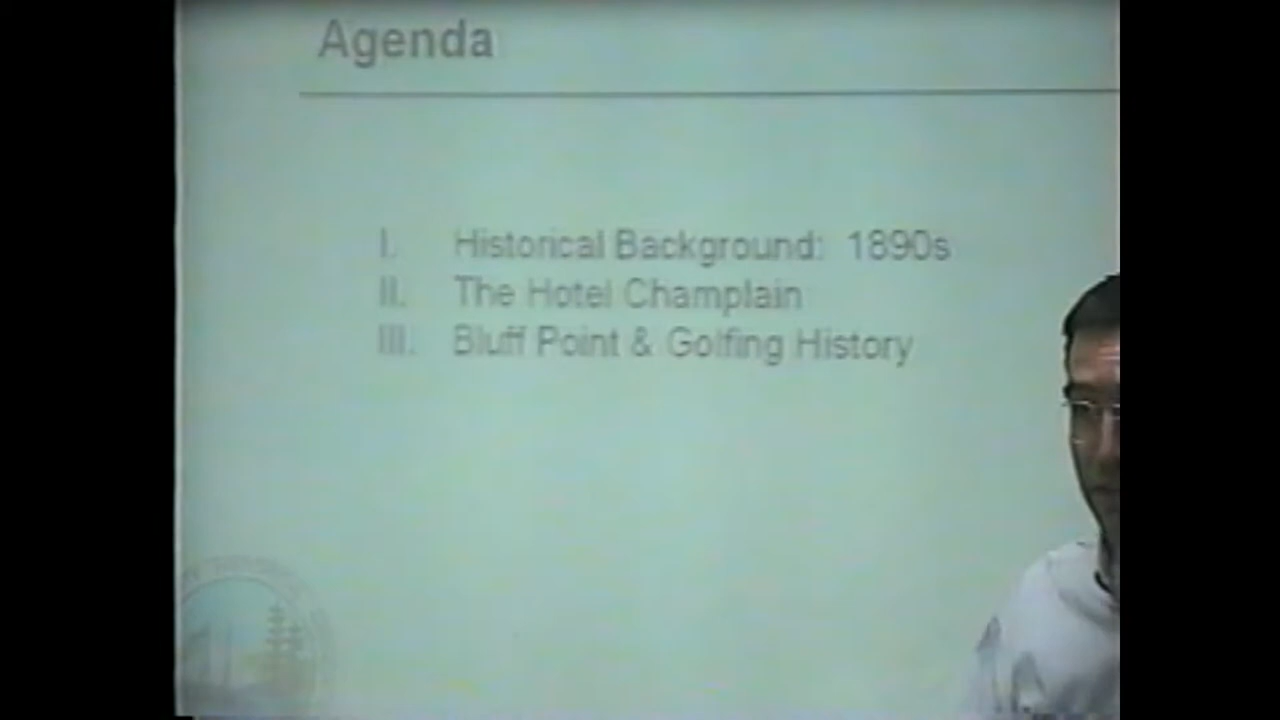 Agenda
I. Historical Background: 1890s
II. The Hotel Champlain
III. Bluff Point & Golfing History